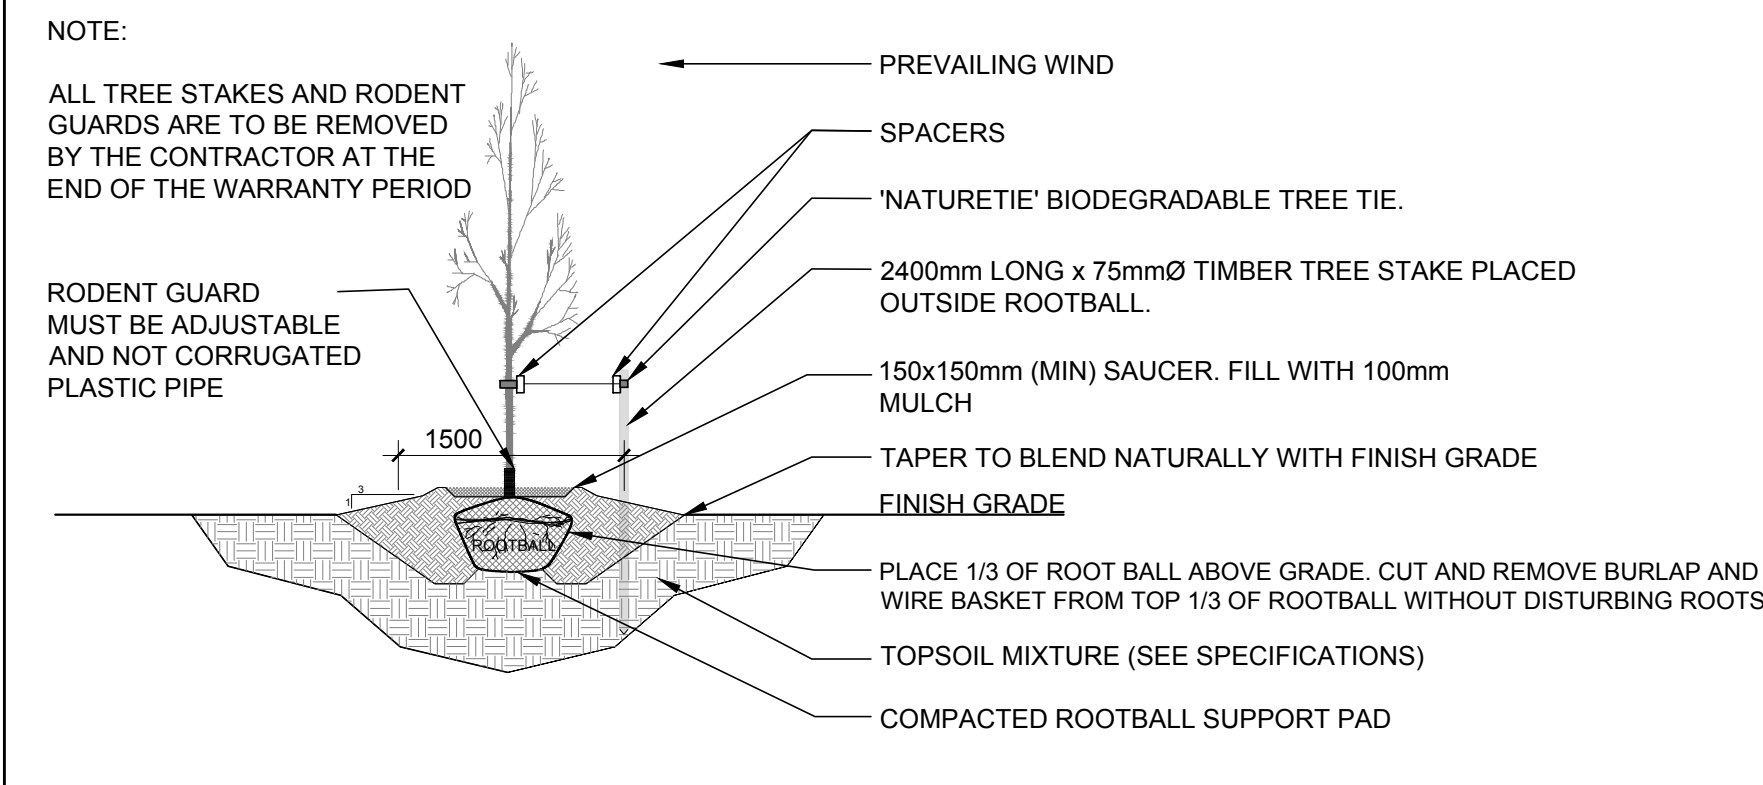 NOTE:
ALL TREE STAKES AND RODENT
GUARDS ARE TO BE REMOVED
BY THE CONTRACTOR AT THE
END OF THE WARRANTY PERIOD
RODENT GUARD
MUST BE ADJUSTABLE
AND NOT CORRUGATED
PLASTIC PIPE
PREVAILING WIND
SPACERS
'NATURETIE' BIODEGRADABLE TREE TIE.
2400mm LONG x 75mmØ TIMBER TREE STAKE PLACED
OUTSIDE ROOTBALL.
150x150mm (MIN) SAUCER. FILL WITH 100mm
MULCH
1500
TAPER TO BLEND NATURALLY WITH FINISH GRADE
3
1
FINISH GRADE
ROOTBALL
PLACE 1/3 OF ROOT BALL ABOVE GRADE. CUT AND REMOVE BURLAP AND
WIRE BASKET FROM TOP 1/3 OF ROOTBALL WITHOUT DISTURBING ROOTS
TOPSOIL MIXTURE (SEE SPECIFICATIONS)
COMPACTED ROOTBALL SUPPORT PAD